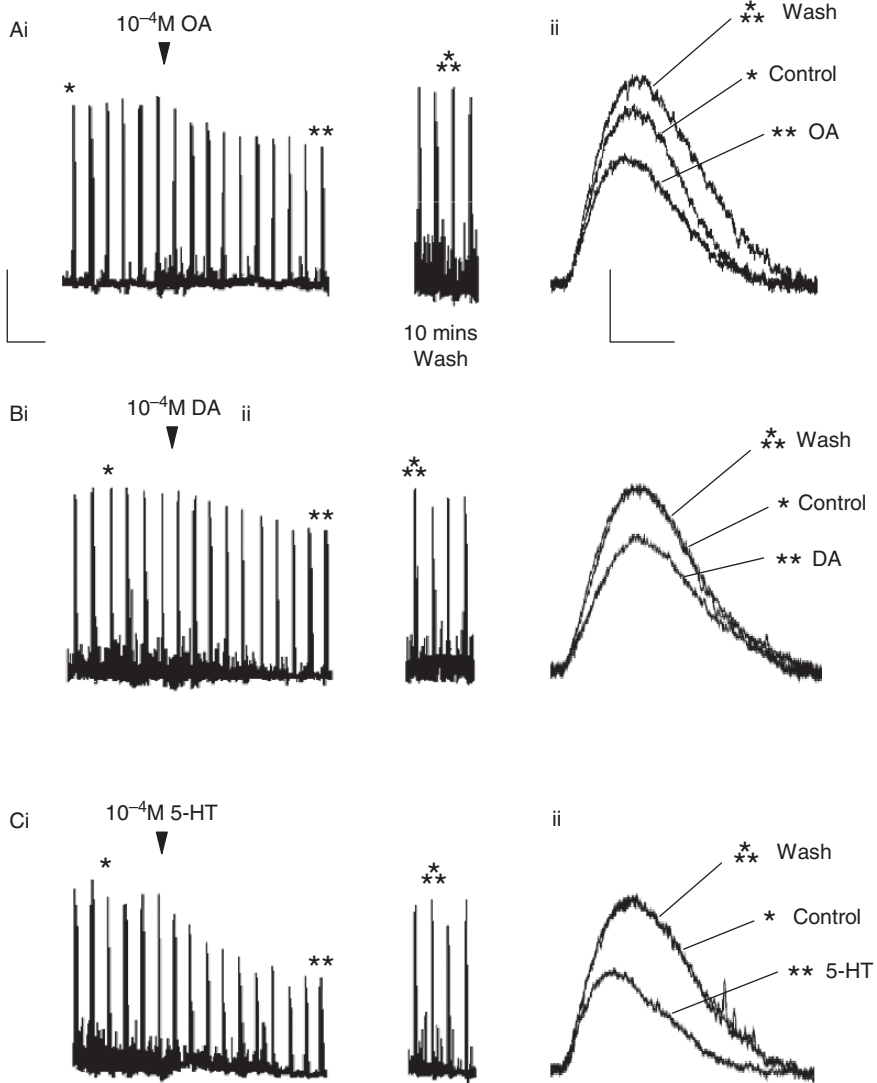 Ai
10⁻⁴M OA
*
**
*
**
10 mins
Wash
ii
*
** Wash
* Control
** OA
Bi
10⁻⁴M DA
ii
*
**
*
**
*
** Wash
* Control
** DA
Ci
10⁻⁴M 5-HT
*
**
*
**
ii
*
** Wash
* Control
** 5-HT